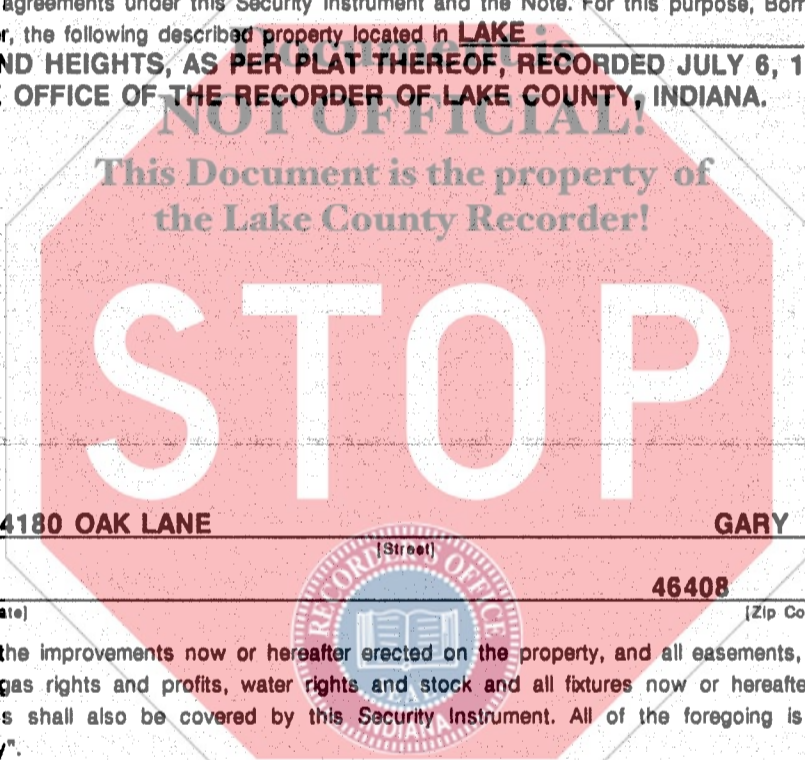 agreements under this Security Instrument and the Note. For this purpose,
the following described property located in LAKE
Document is
ND HEIGHTS, AS PER PLAT THEREOF, RECORDED JULY 6, 1
OFFICE OF THE RECORDER OF LAKE COUNTY, INDIANA.
NOT OFFICIAL!
This Document is the property of
the Lake County Recorder!
STOP
4180 OAK LANE GARY
[Street]
46408
ate] [Zip Co
RECORDER'S OFFICE
INDIANA
the improvements now or hereafter erected on the property, and all easements,
gas rights and profits, water rights and stock and all fixtures now or hereafte
s shall also be covered by this Security Instrument. All of the foregoing is
y".